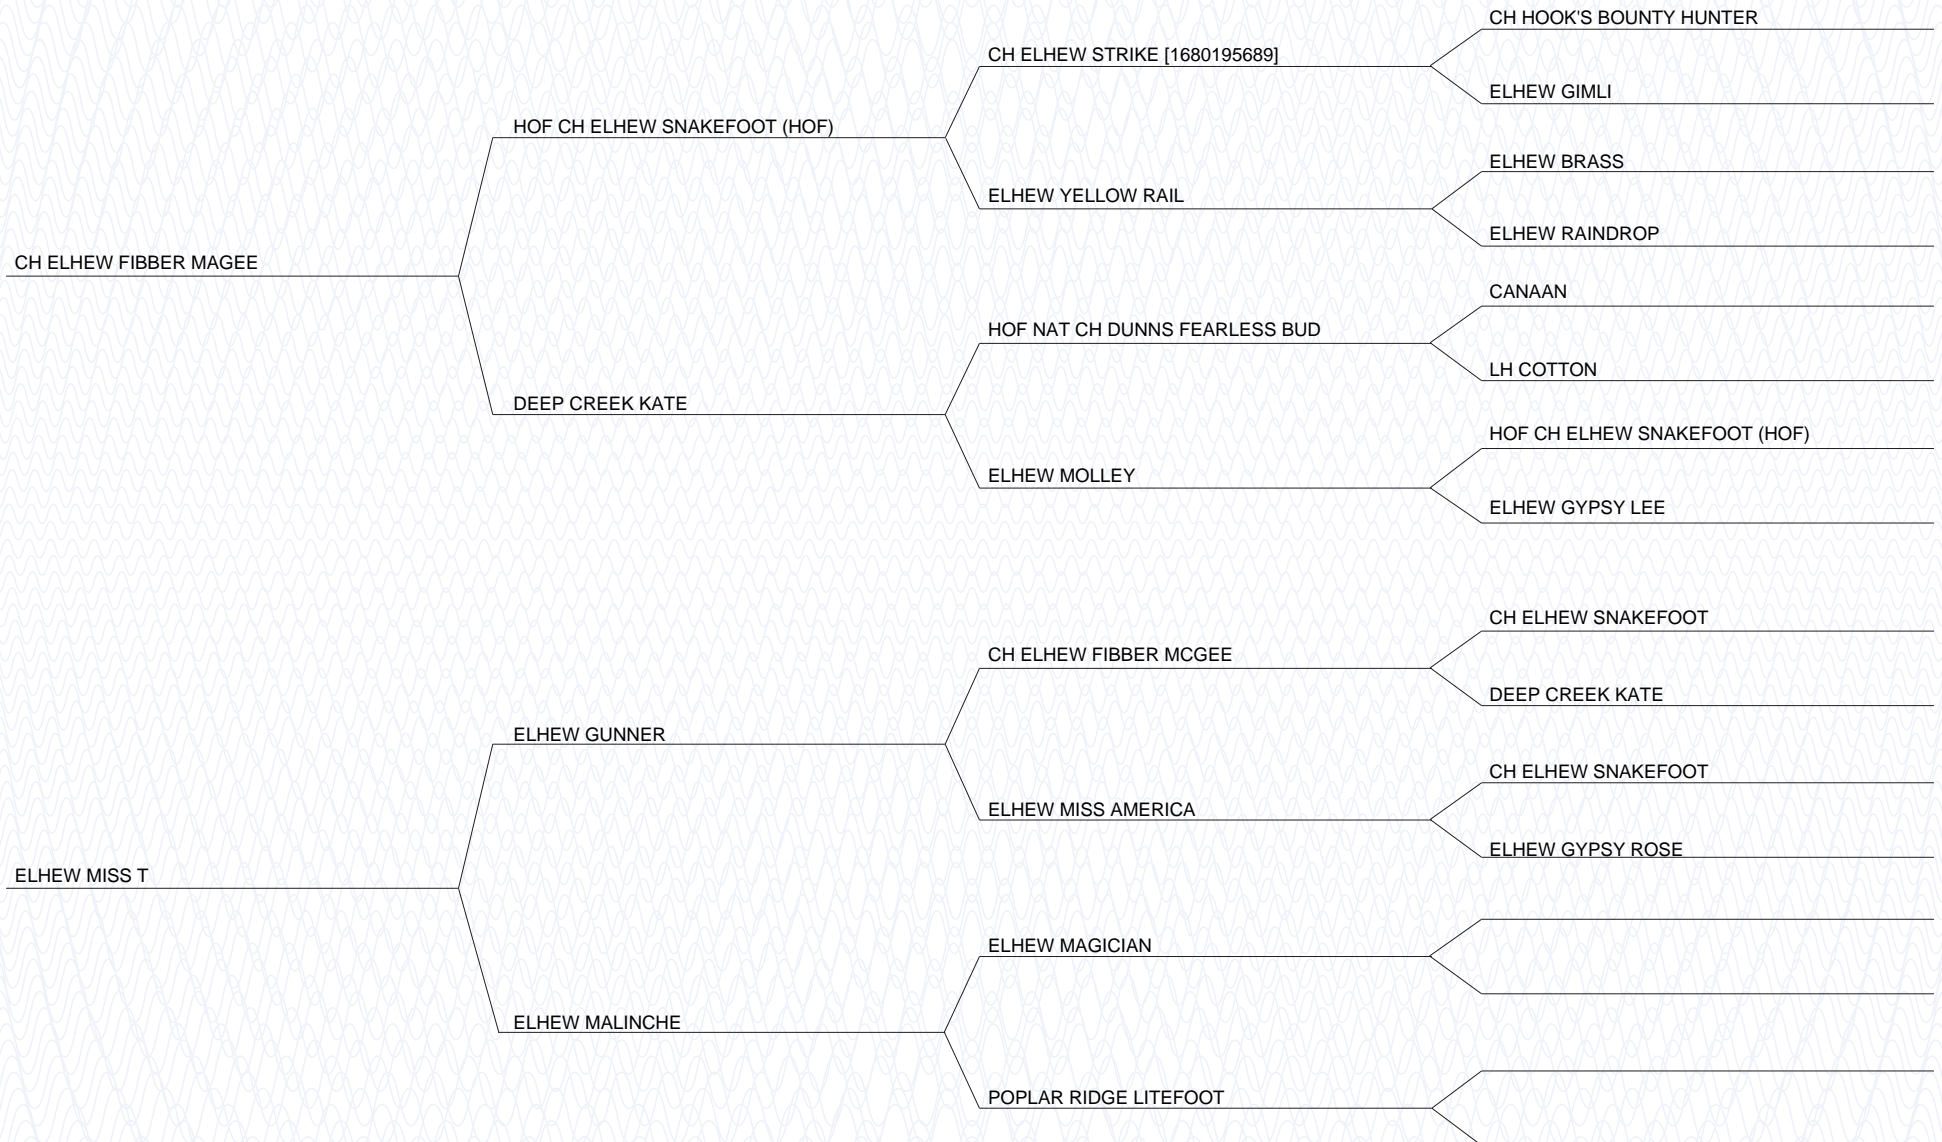 CH HOOK'S BOUNTY HUNTER
CH ELHEW STRIKE [1680195689]
ELHEW GIMLI
HOF CH ELHEW SNAKEFOOT (HOF)
ELHEW BRASS
ELHEW YELLOW RAIL
ELHEW RAINDROP
CH ELHEW FIBBER MAGEE
CANAAN
HOF NAT CH DUNNS FEARLESS BUD
LH COTTON
DEEP CREEK KATE
HOF CH ELHEW SNAKEFOOT (HOF)
ELHEW MOLLEY
ELHEW GYPSY LEE
CH ELHEW SNAKEFOOT
CH ELHEW FIBBER MCGEE
DEEP CREEK KATE
ELHEW GUNNER
CH ELHEW SNAKEFOOT
ELHEW MISS AMERICA
ELHEW GYPSY ROSE
ELHEW MISS T
ELHEW MAGICIAN
ELHEW MALINCHE
POPLAR RIDGE LITEFOOT